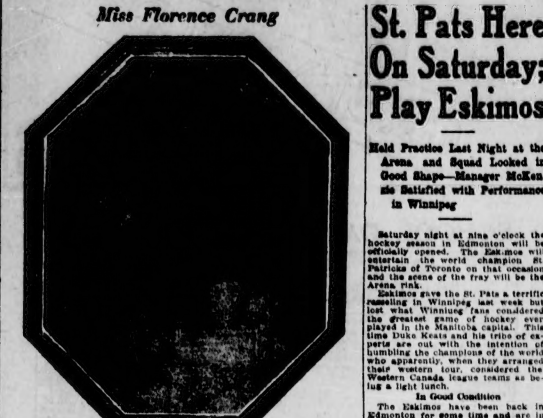 Miss Florence Crang
St. Pats Here
On Saturday;
Play Eskimos
Held Practice Last Night at the
Arena and Squad Looked in
Good Shape—Manager McKen
zie Satisfied with Performance
in Winnipeg
Saturday night at nine o'clock the
hockey season in Edmonton will be
officially opened. The Eskimos will
entertain the world champion St.
Patricks of Toronto on that occasion
and the scene of the fray will be the
Arena rink.
Eskimos gave the St. Pats a terrific
rasseling in Winnipeg last week but
lost what Winniueg fans considered
the greatest game of hockey ever
played in the Manitoba capital. This
time Duke Keats and his tribe of ex-
perts are out with the intention of
humbling the champions of the world
who apparently, when they arranged
their western tour, considered the
Western Canada league teams as be-
ing a light lunch.
In Good Condition
The Eskimos have been back in
Edmonton for some time and are in